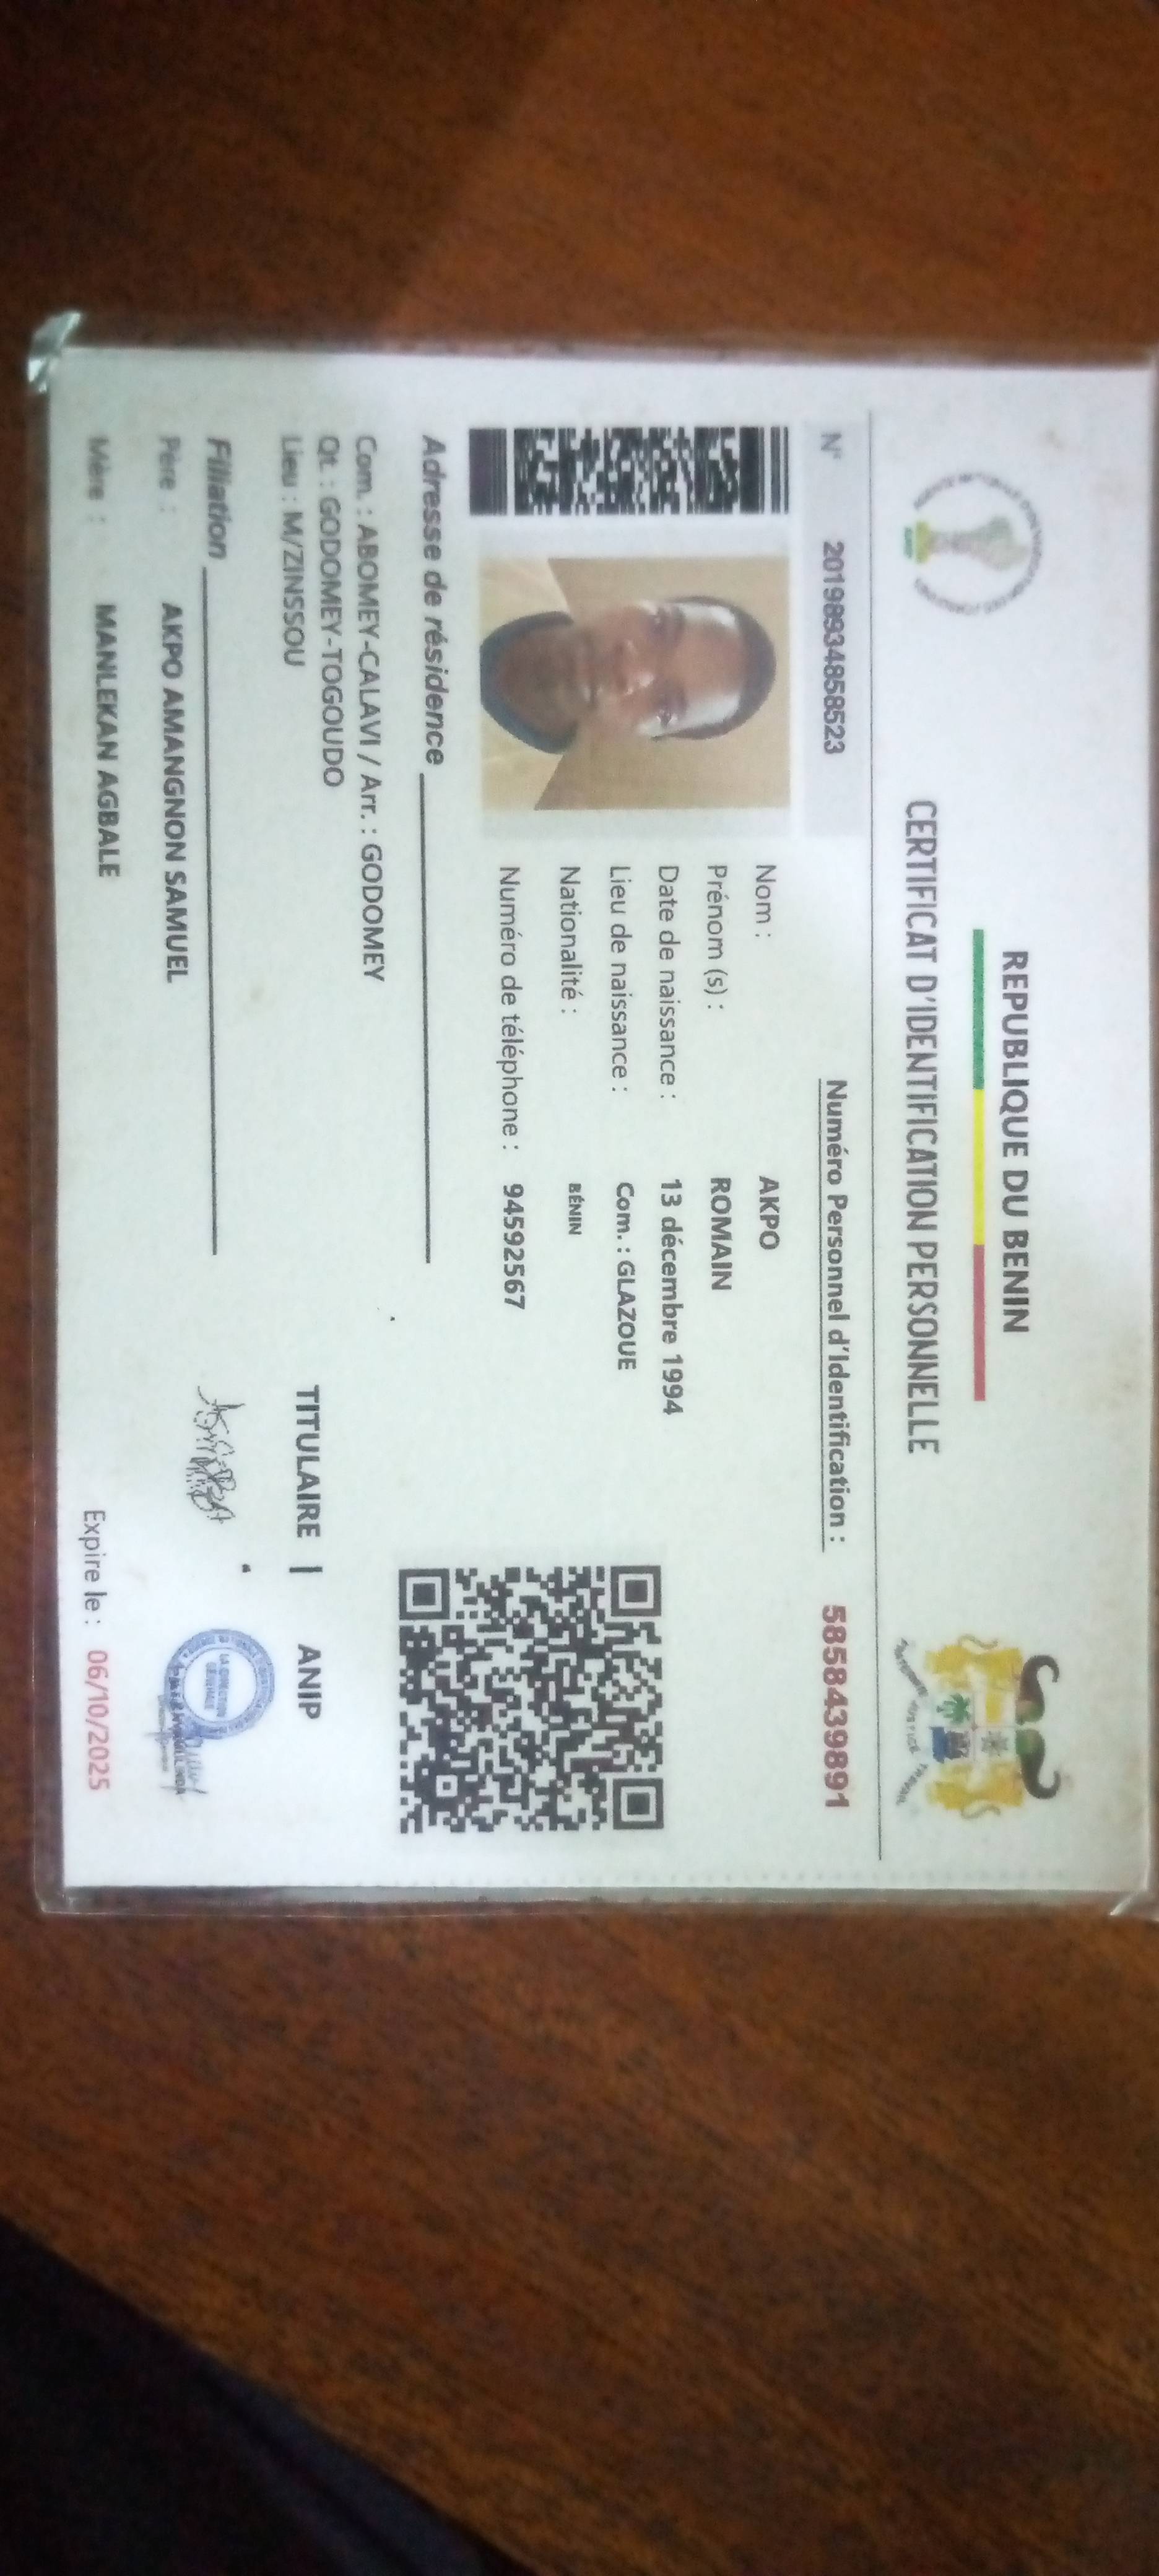 REPUBLIQUE DU BENIN
CERTIFICAT D'IDENTIFICATION PERSONNELLE
N° 20198934858523
Numéro Personnel d'Identification : 5858439891
Nom : AKPO
Prénom (s) : ROMAIN
Date de naissance : 13 décembre 1994
Lieu de naissance : Com. : GLAZOUE
Nationalité : BÉNIN
Numéro de téléphone : 94592567
Adresse de résidence
Com. : ABOMEY-CALAVI / Arr. : GODOMEY
Qt. : GODOMEY-TOGOUDO
Lieu : M/ZINSSOU
Filiation
Père : AKPO AMANGNON SAMUEL
Mère : MANLEKAN AGBALE
TITULAIRE | ANIP
Expire le : 06/10/2025